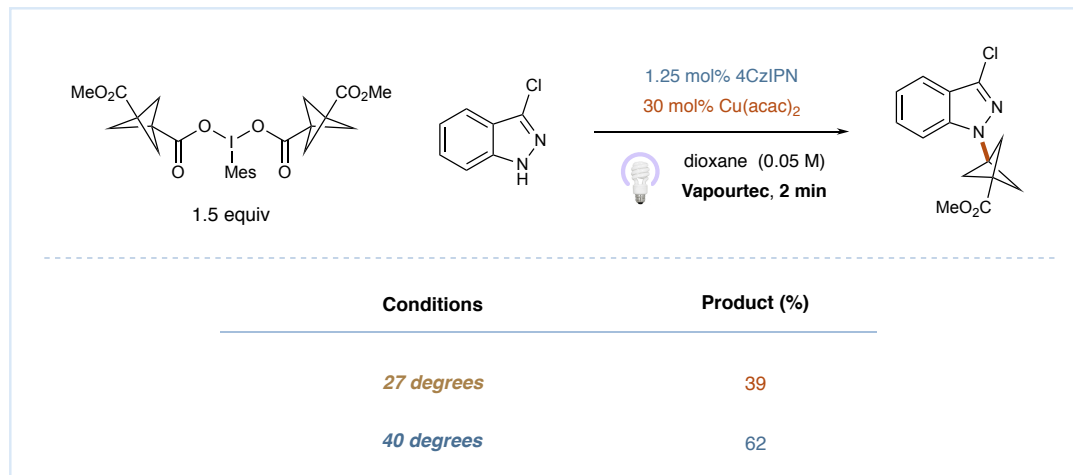 MeO₂C
CO₂Me
O
I
O
O
Mes
O
1.5 equiv
Cl
N
N
H
1.25 mol% 4CzIPN
30 mol% Cu(acac)₂
dioxane (0.05 M)
Vapourtec, 2 min
Cl
N
N
MeO₂C
Conditions
Product (%)
27 degrees
39
40 degrees
62